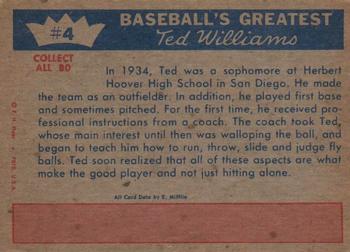 #4
BASEBALL'S GREATEST
Ted Williams
COLLECT
ALL 80
In 1934, Ted was a sophomore at Herbert
Hoover High School in San Diego. He made
the team as an outfielder. In addition, he played first
base and sometimes pitched. For the first time, he received pro-
fessional instructions from a coach. The coach took Ted,
whose main interest until then was walloping the ball, and
began to teach him how to run, throw, slide and judge fly
balls. Ted soon realized that all of these aspects are what
make the good player and not just hitting alone.
All Card Data by E. Mifflin
U.S.A.